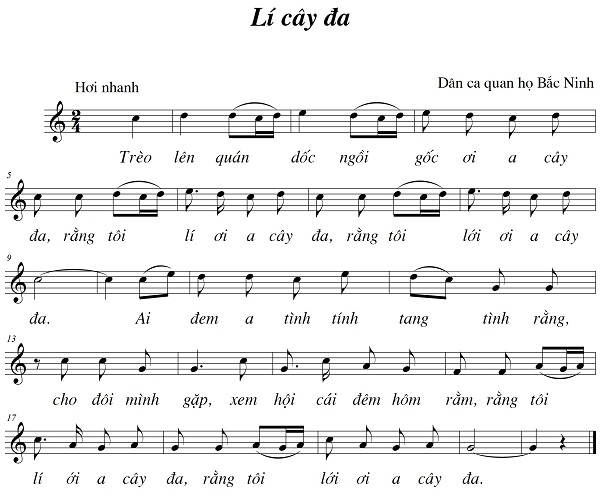 Lí cây đa
Hơi nhanh
Dân ca quan họ Bắc Ninh
2
4
Trèo lên quán dốc ngồi gốc ơi a cây
5
đa, rằng tôi lí ơi a cây đa, rằng tôi lới ơi a cây
9
đa. Ai đem a tình tính tang tình rằng,
13
cho đôi mình gặp, xem hội cái đêm hôm rằm, rằng tôi
17
lí ới a cây đa, rằng tôi lới ơi a cây đa.